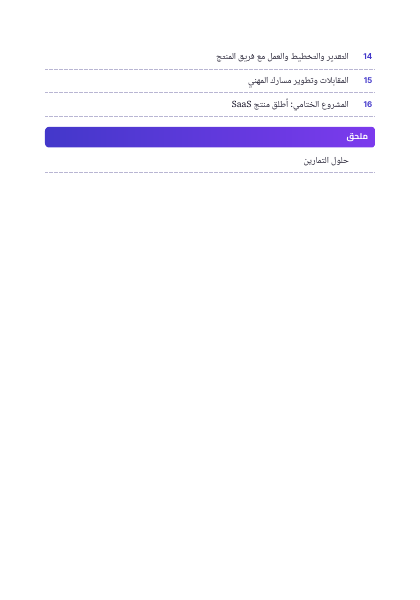 14 التقدير والتخطيط والعمل مع فريق المنتج
15 المقابلات وتطوير مسارك المهني
16 المشروع الختامي: أطلق منتج SaaS
ملحق
حلول التمارين